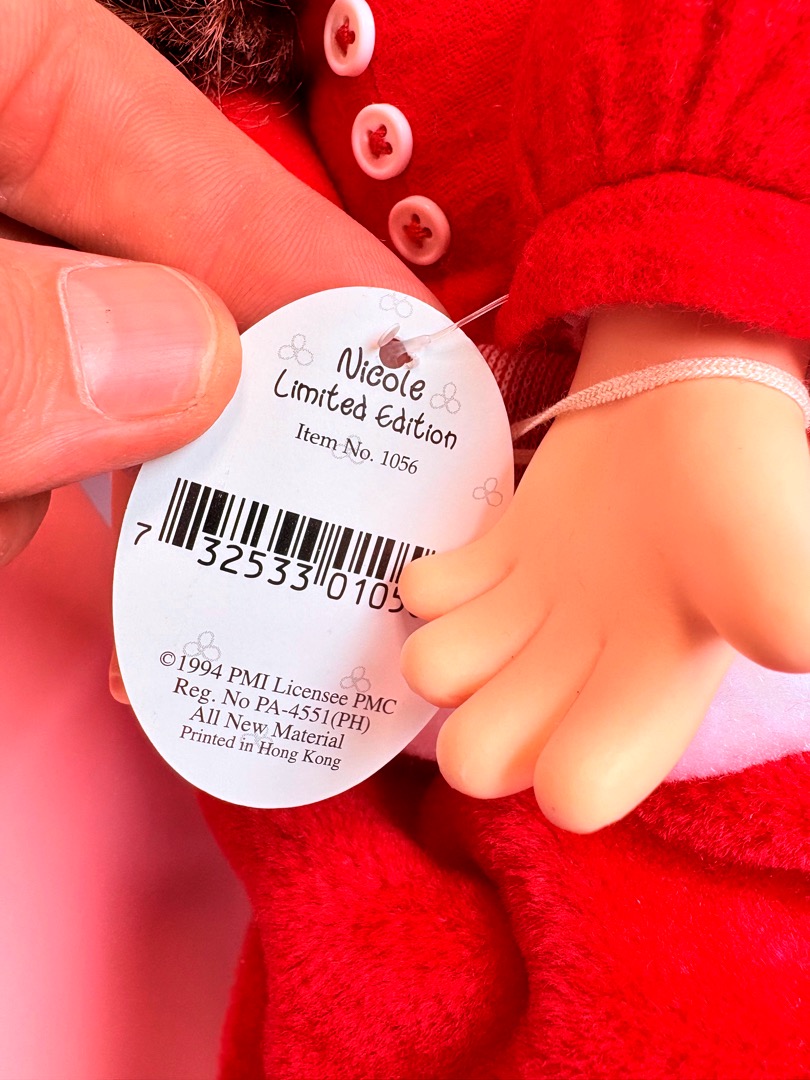 Nicole
Limited Edition
Item No. 1056
7 32533 0105
©1994 PMI Licensee PMC
Reg. No PA-4551(PH)
All New Material
Printed in Hong Kong